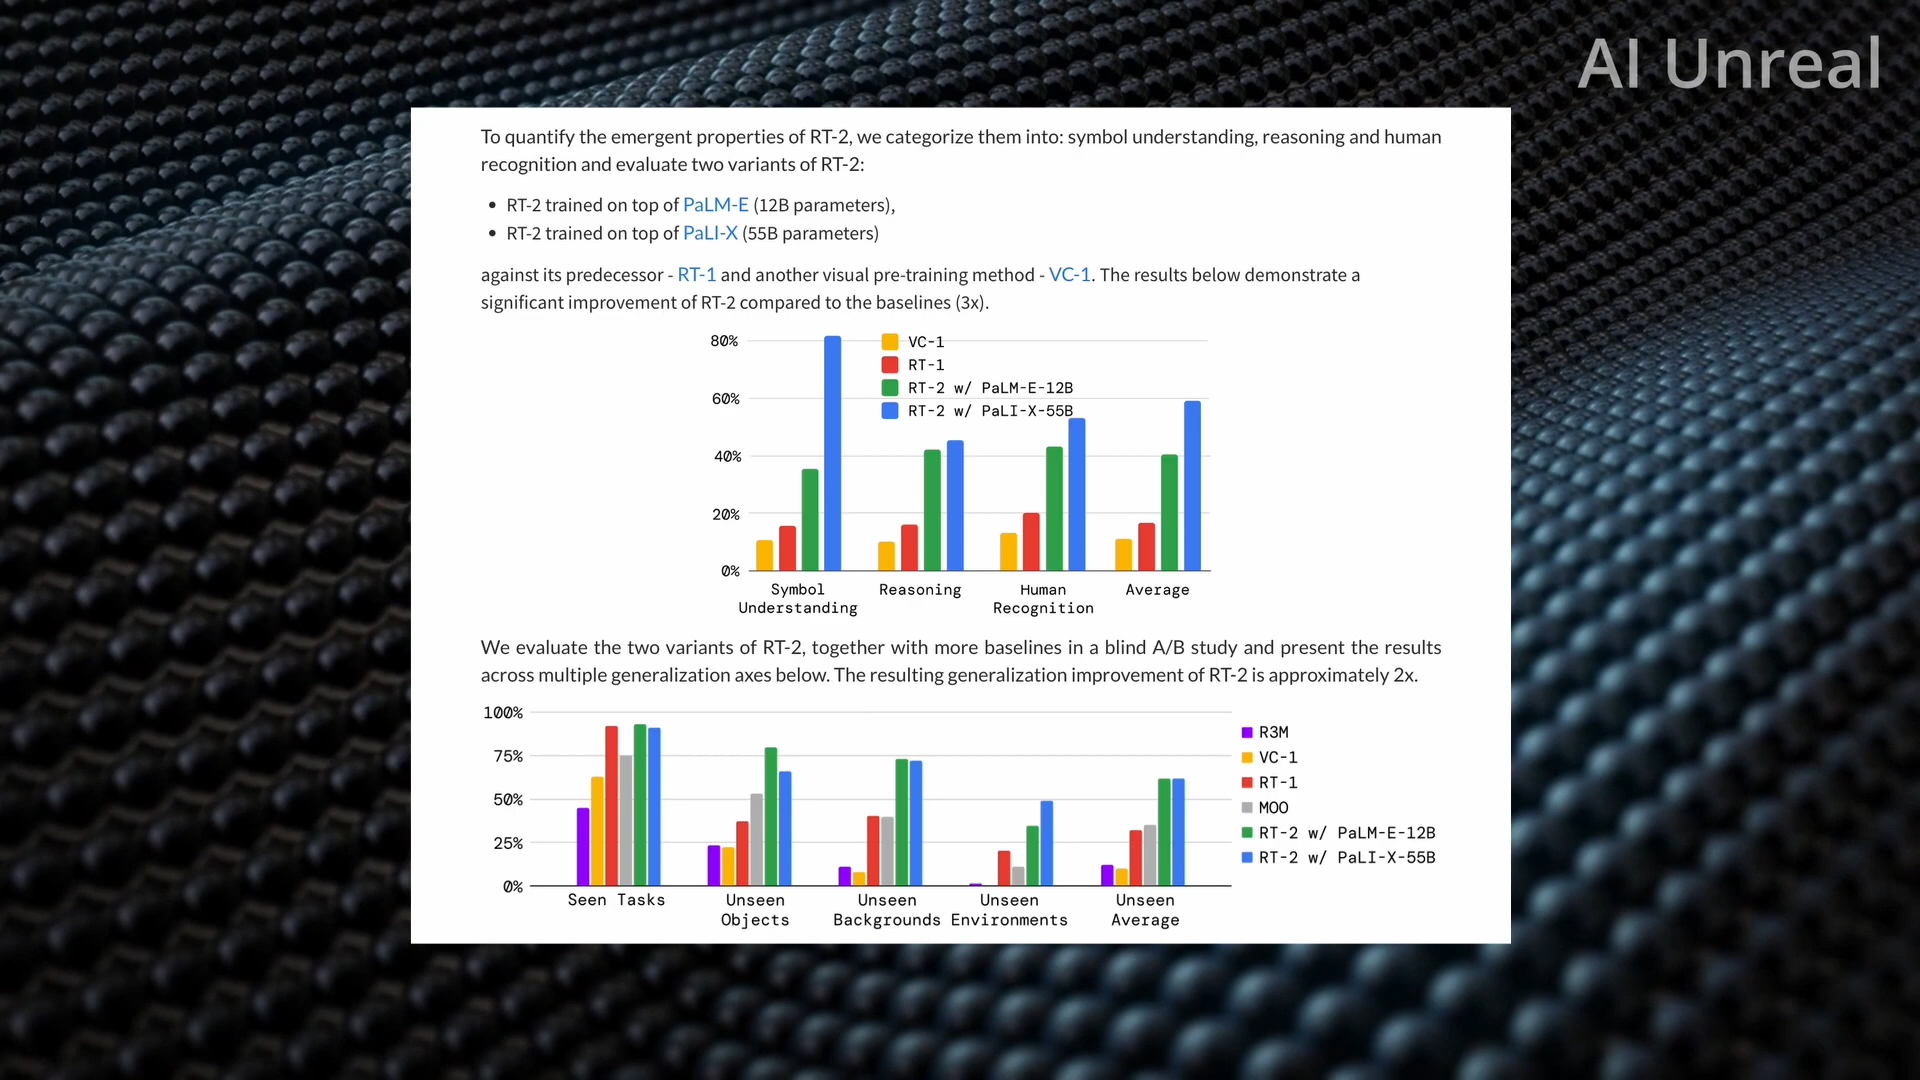 AI Unreal
To quantify the emergent properties of RT-2, we categorize them into: symbol understanding, reasoning and human
recognition and evaluate two variants of RT-2:
• RT-2 trained on top of PaLM-E (12B parameters),
• RT-2 trained on top of PaLI-X (55B parameters)
against its predecessor - RT-1 and another visual pre-training method - VC-1. The results below demonstrate a
significant improvement of RT-2 compared to the baselines (3x).
80%
60%
40%
20%
0%
VC-1
RT-1
RT-2 w/ PaLM-E-12B
RT-2 w/ PaLI-X-55B
Symbol
Understanding
Reasoning
Human
Recognition
Average
We evaluate the two variants of RT-2, together with more baselines in a blind A/B study and present the results
across multiple generalization axes below. The resulting generalization improvement of RT-2 is approximately 2x.
100%
75%
50%
25%
0%
R3M
VC-1
RT-1
MOO
RT-2 w/ PaLM-E-12B
RT-2 w/ PaLI-X-55B
Seen Tasks
Unseen
Objects
Unseen
Backgrounds
Unseen
Environments
Unseen
Average